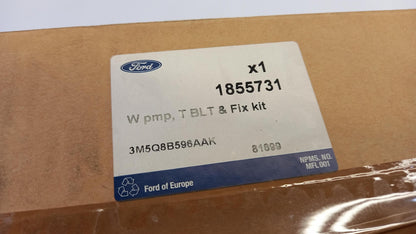 Ford
x1
1855731
W pmp, T BLT & Fix kit
3M5Q8B596AAK 81699
NPMS. NO.
MFL 001
Ford of Europe